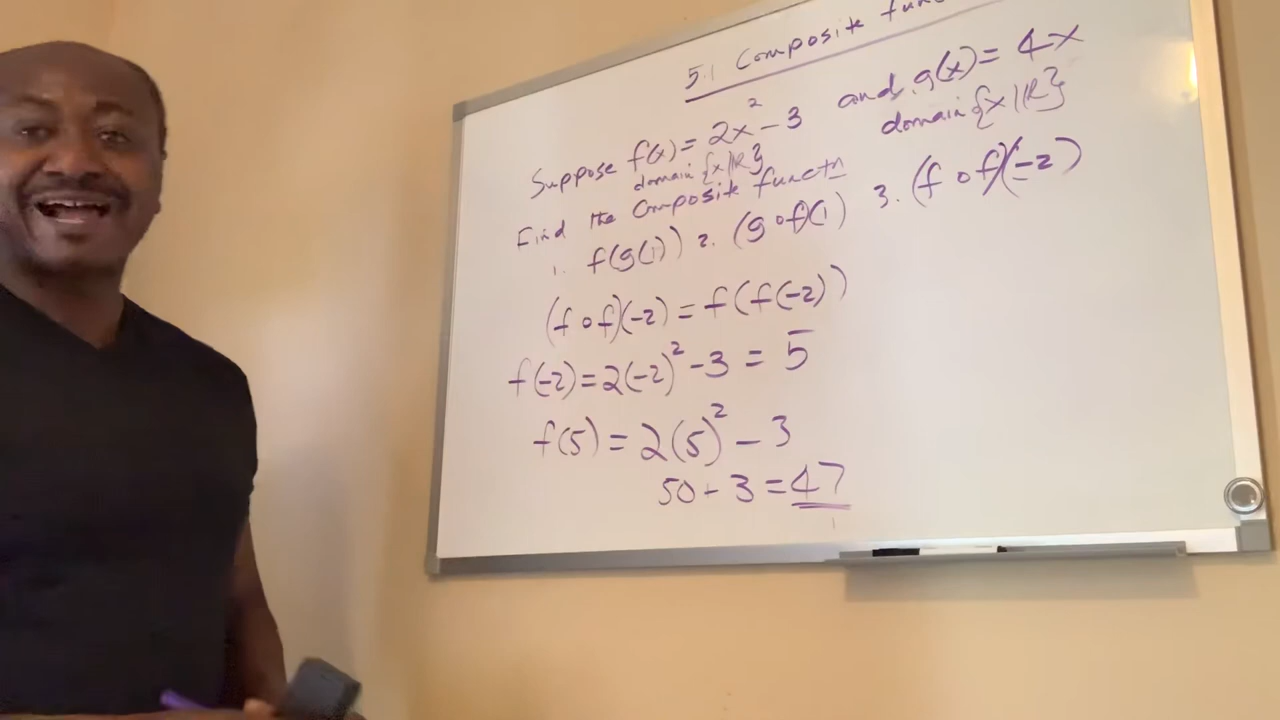 5.1 Composite func
Suppose f(x) = 2x² - 3 and g(x) = 4x
domain {x|ℝ} domain {x|ℝ}
Find the Composite functn
1. f(g(1)) 2. (g∘f)(1) 3. (f∘f)(-2)
(f∘f)(-2) = f(f(-2))
f(-2) = 2(-2)² - 3 = 5
f(5) = 2(5)² - 3
50 - 3 = 47